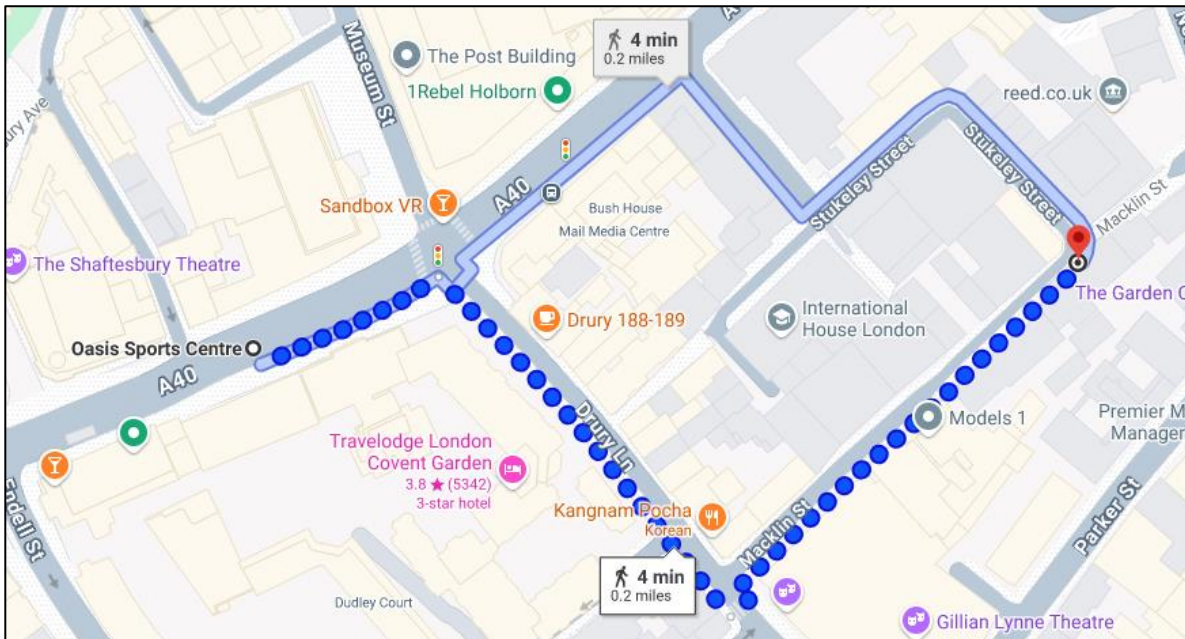 Museum St
The Post Building
1Rebel Holborn
4 min
0.2 miles
reed.co.uk
Sandbox VR
A40
Bush House
Mail Media Centre
Stukeley Street
Stukeley Street
Macklin St
The Shaftesbury Theatre
The Garden
Oasis Sports Centre
Drury 188-189
International
House London
A40
Drury Ln
Models 1
Travelodge London
Covent Garden
3.8 ★ (5342)
3-star hotel
Premier M
Manager
Endell St
Kangnam Pocha
Korean
Macklin St
Parker St
4 min
0.2 miles
Dudley Court
Gillian Lynne Theatre